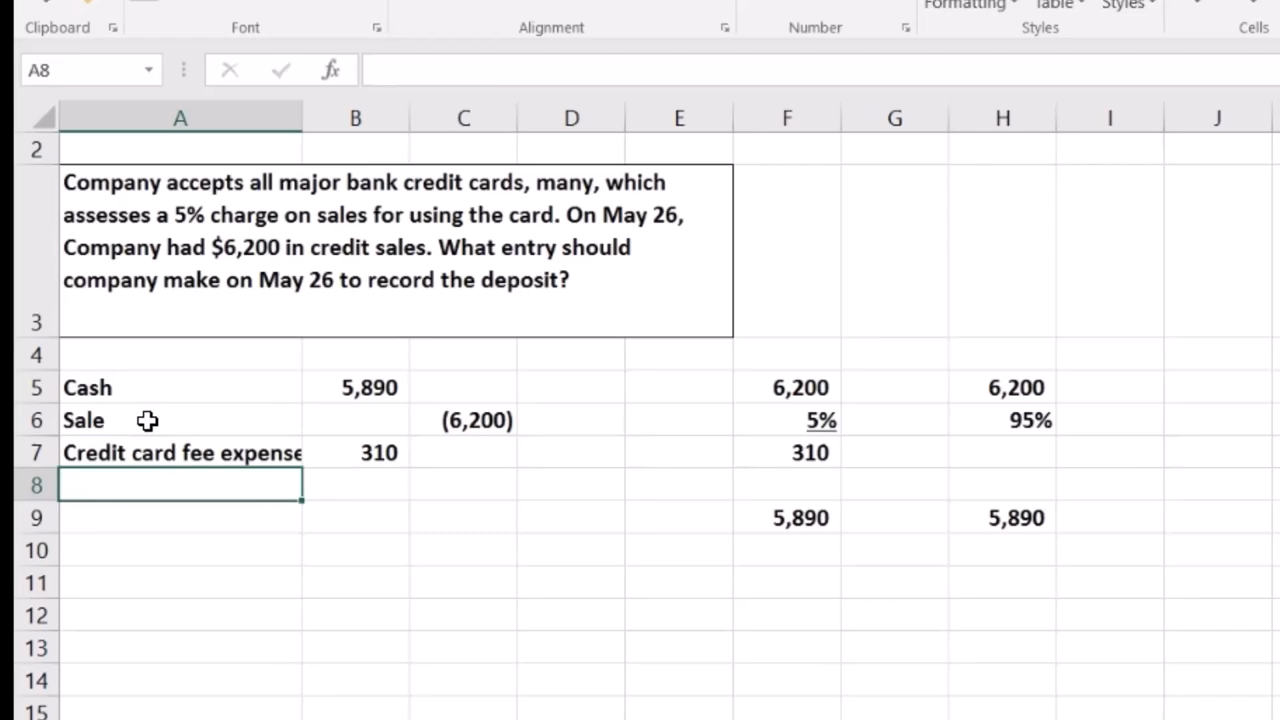 Formatting Table Styles
Clipboard Font Alignment Number Styles Cells
A8 fx
A B C D E F G H I J
2
Company accepts all major bank credit cards, many, which
assesses a 5% charge on sales for using the card. On May 26,
Company had $6,200 in credit sales. What entry should
company make on May 26 to record the deposit?
3
4
5 Cash 5,890 6,200 6,200
6 Sale (6,200) 5% 95%
7 Credit card fee expense 310 310
8
9 5,890 5,890
10
11
12
13
14
15